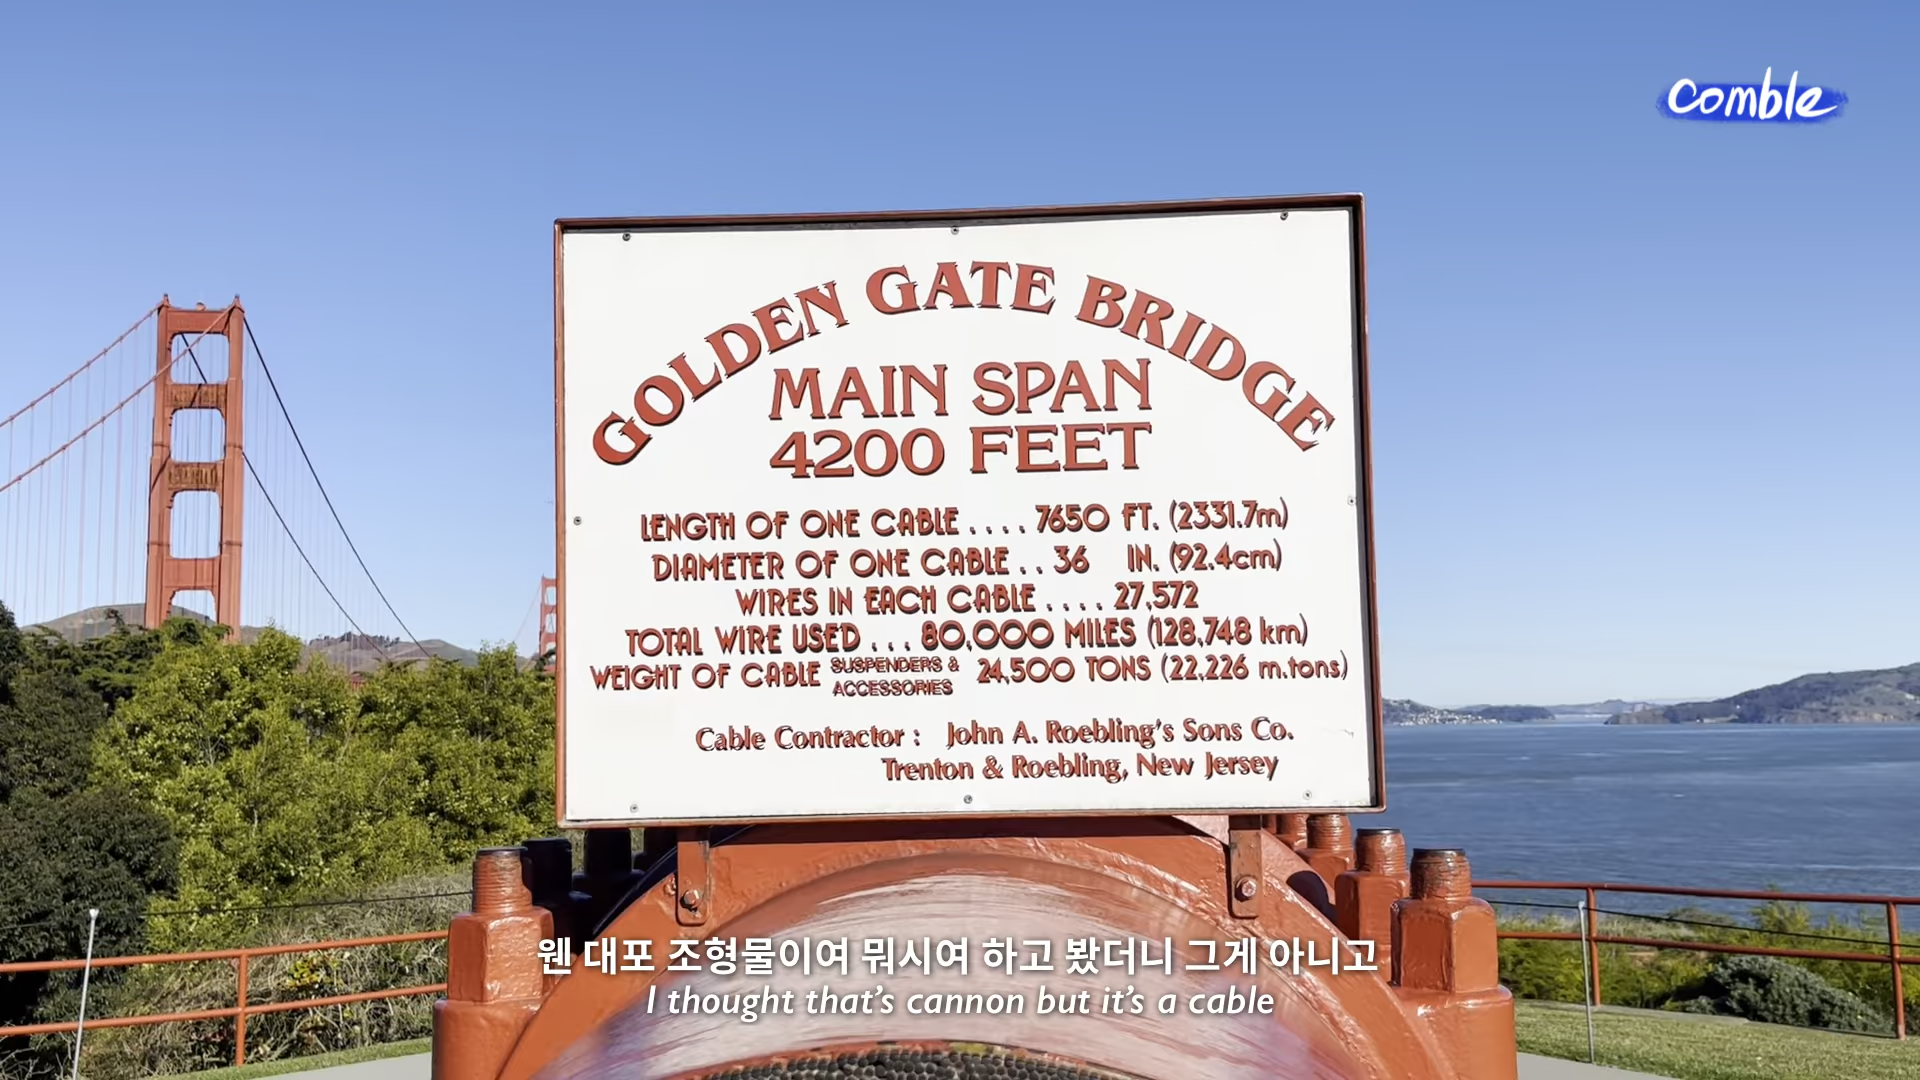 comble
GOLDEN GATE BRIDGE
MAIN SPAN
4200 FEET
LENGTH OF ONE CABLE . . . . 7650 FT. (2331.7m)
DIAMETER OF ONE CABLE . . 36 IN. (92.4cm)
WIRES IN EACH CABLE . . . . 27,572
TOTAL WIRE USED . . . 80,000 MILES (128,748 km)
WEIGHT OF CABLE SUSPENDERS & ACCESSORIES 24,500 TONS (22,226 m.tons)
Cable Contractor : John A. Roebling's Sons Co.
Trenton & Roebling, New Jersey
웬 대포 조형물이여 뭐시여 하고 봤더니 그게 아니고
I thought that's cannon but it's a cable